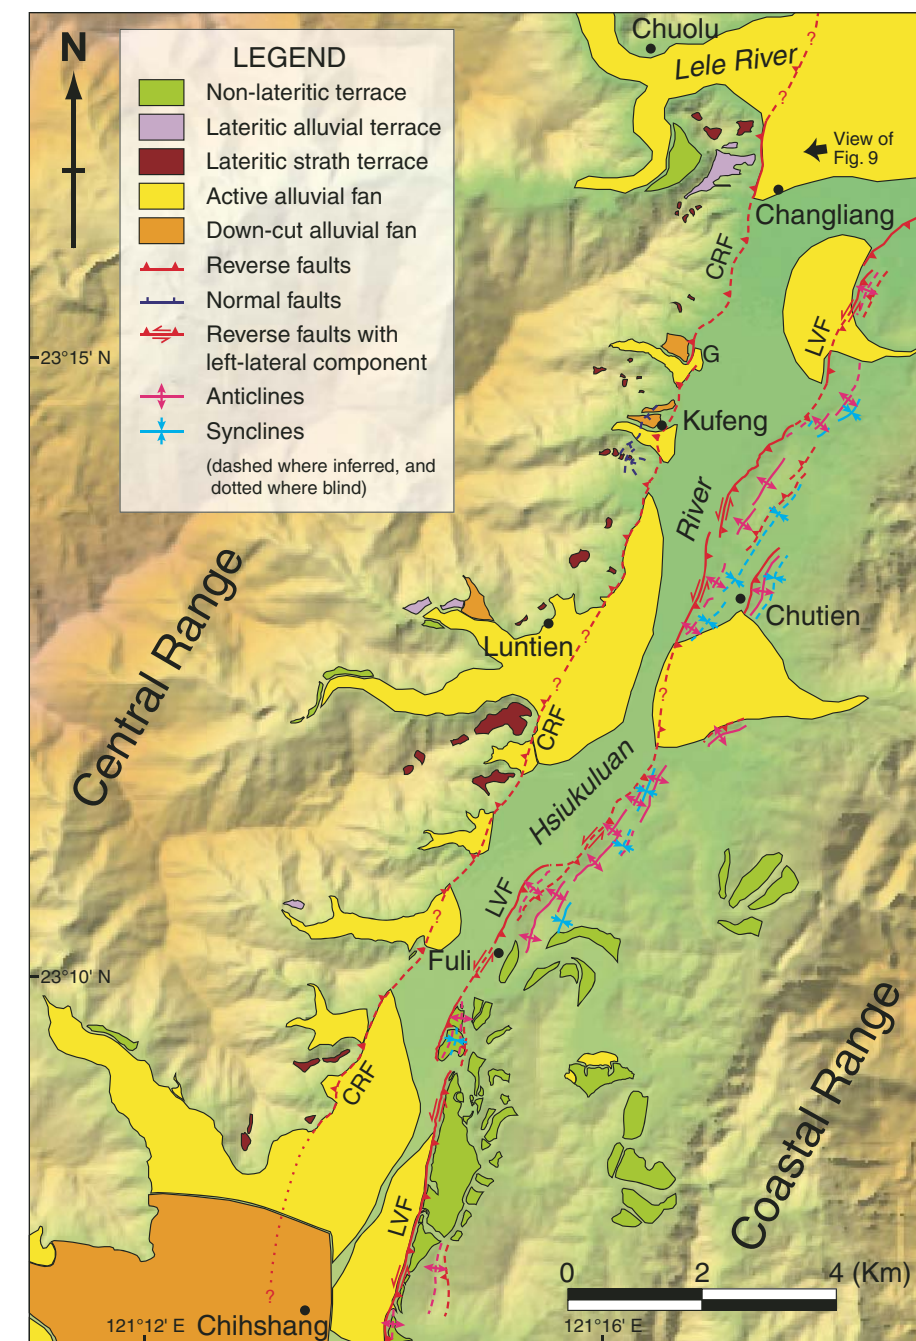 Chuolu
Lele River
?
?
N
LEGEND
Non-lateritic terrace
Lateritic alluvial terrace
Lateritic strath terrace
Active alluvial fan
Down-cut alluvial fan
Reverse faults
Normal faults
Reverse faults with
left-lateral component
Anticlines
Synclines
(dashed where inferred, and
dotted where blind)
View of
Fig. 9
Changliang
CRF
LVF
23°15' N
G
Kufeng
River
Central Range
Chutien
Luntien
?
?
?
CRF
Hsiukuluan
LVF
?
Fuli
23°10' N
CRF
Coastal Range
LVF
0 2 4 (Km)
?
Chihshang
121°12' E
121°16' E